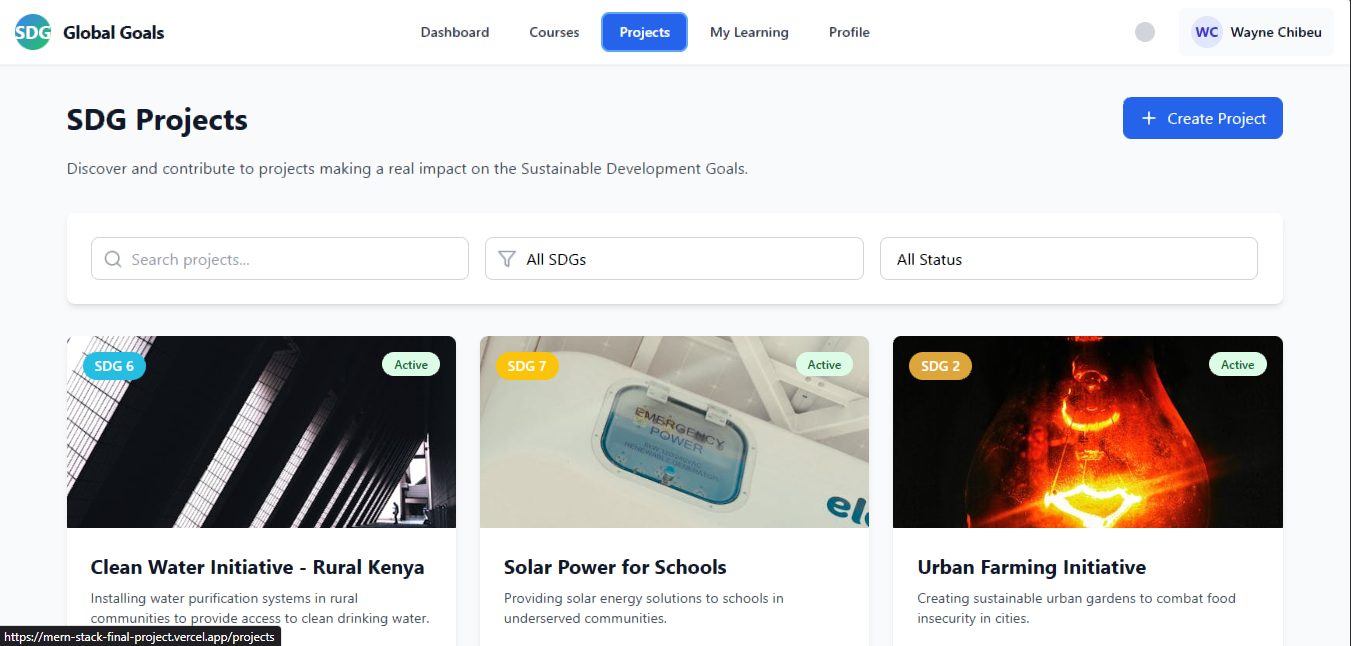 SDG Global Goals
Dashboard
Courses
Projects
My Learning
Profile
WC Wayne Chibeu
SDG Projects
+ Create Project
Discover and contribute to projects making a real impact on the Sustainable Development Goals.
Search projects...
All SDGs
All Status
SDG 6
Active
SDG 7
Active
EMERGENCY
POWER
SDG 2
Active
Clean Water Initiative - Rural Kenya
Installing water purification systems in rural
communities to provide access to clean drinking water.
Solar Power for Schools
Providing solar energy solutions to schools in
underserved communities.
Urban Farming Initiative
Creating sustainable urban gardens to combat food
insecurity in cities.
https://mern-stack-final-project.vercel.app/projects